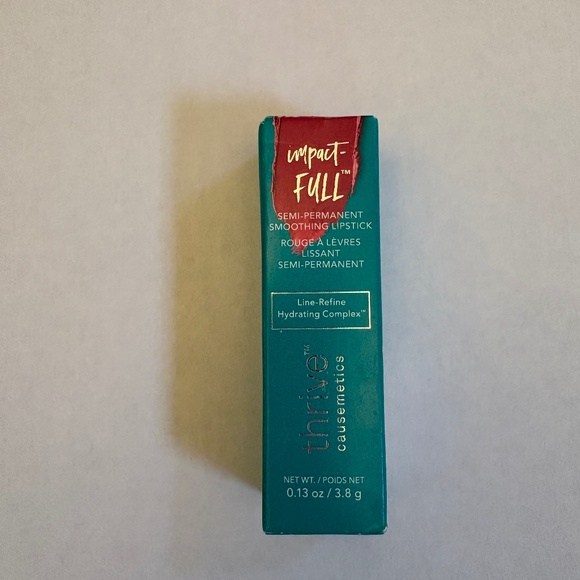 impact-
FULL™
SEMI-PERMANENT
SMOOTHING LIPSTICK
ROUGE À LÈVRES
LISSANT
SEMI-PERMANENT
Line-Refine
Hydrating Complex™
thrive™
causemetics
NET WT. / POIDS NET
0.13 oz / 3.8 g